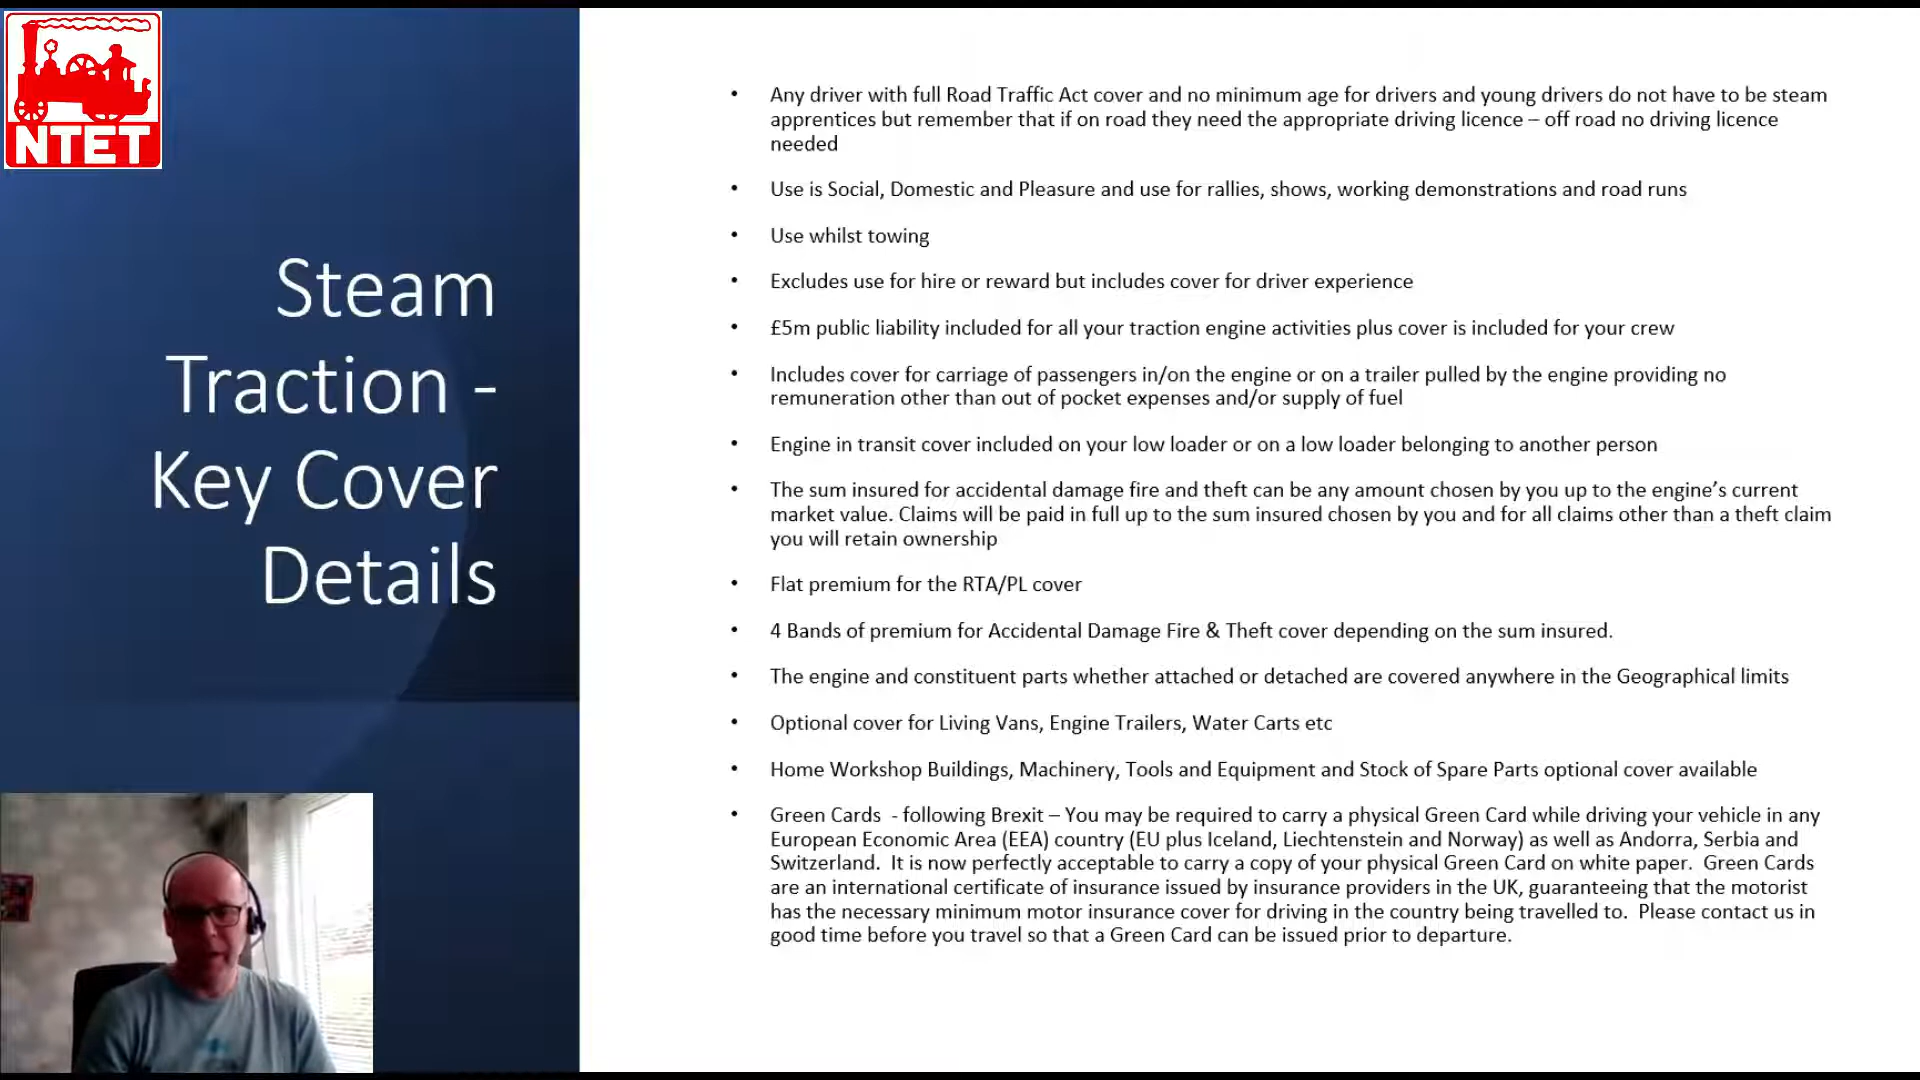 NTET
Steam
Traction -
Key Cover
Details
• Any driver with full Road Traffic Act cover and no minimum age for drivers and young drivers do not have to be steam
apprentices but remember that if on road they need the appropriate driving licence – off road no driving licence
needed
• Use is Social, Domestic and Pleasure and use for rallies, shows, working demonstrations and road runs
• Use whilst towing
• Excludes use for hire or reward but includes cover for driver experience
• £5m public liability included for all your traction engine activities plus cover is included for your crew
• Includes cover for carriage of passengers in/on the engine or on a trailer pulled by the engine providing no
remuneration other than out of pocket expenses and/or supply of fuel
• Engine in transit cover included on your low loader or on a low loader belonging to another person
• The sum insured for accidental damage fire and theft can be any amount chosen by you up to the engine’s current
market value. Claims will be paid in full up to the sum insured chosen by you and for all claims other than a theft claim
you will retain ownership
• Flat premium for the RTA/PL cover
• 4 Bands of premium for Accidental Damage Fire & Theft cover depending on the sum insured.
• The engine and constituent parts whether attached or detached are covered anywhere in the Geographical limits
• Optional cover for Living Vans, Engine Trailers, Water Carts etc
• Home Workshop Buildings, Machinery, Tools and Equipment and Stock of Spare Parts optional cover available
• Green Cards  - following Brexit – You may be required to carry a physical Green Card while driving your vehicle in any
European Economic Area (EEA) country (EU plus Iceland, Liechtenstein and Norway) as well as Andorra, Serbia and
Switzerland.  It is now perfectly acceptable to carry a copy of your physical Green Card on white paper.  Green Cards
are an international certificate of insurance issued by insurance providers in the UK, guaranteeing that the motorist
has the necessary minimum motor insurance cover for driving in the country being travelled to.  Please contact us in
good time before you travel so that a Green Card can be issued prior to departure.